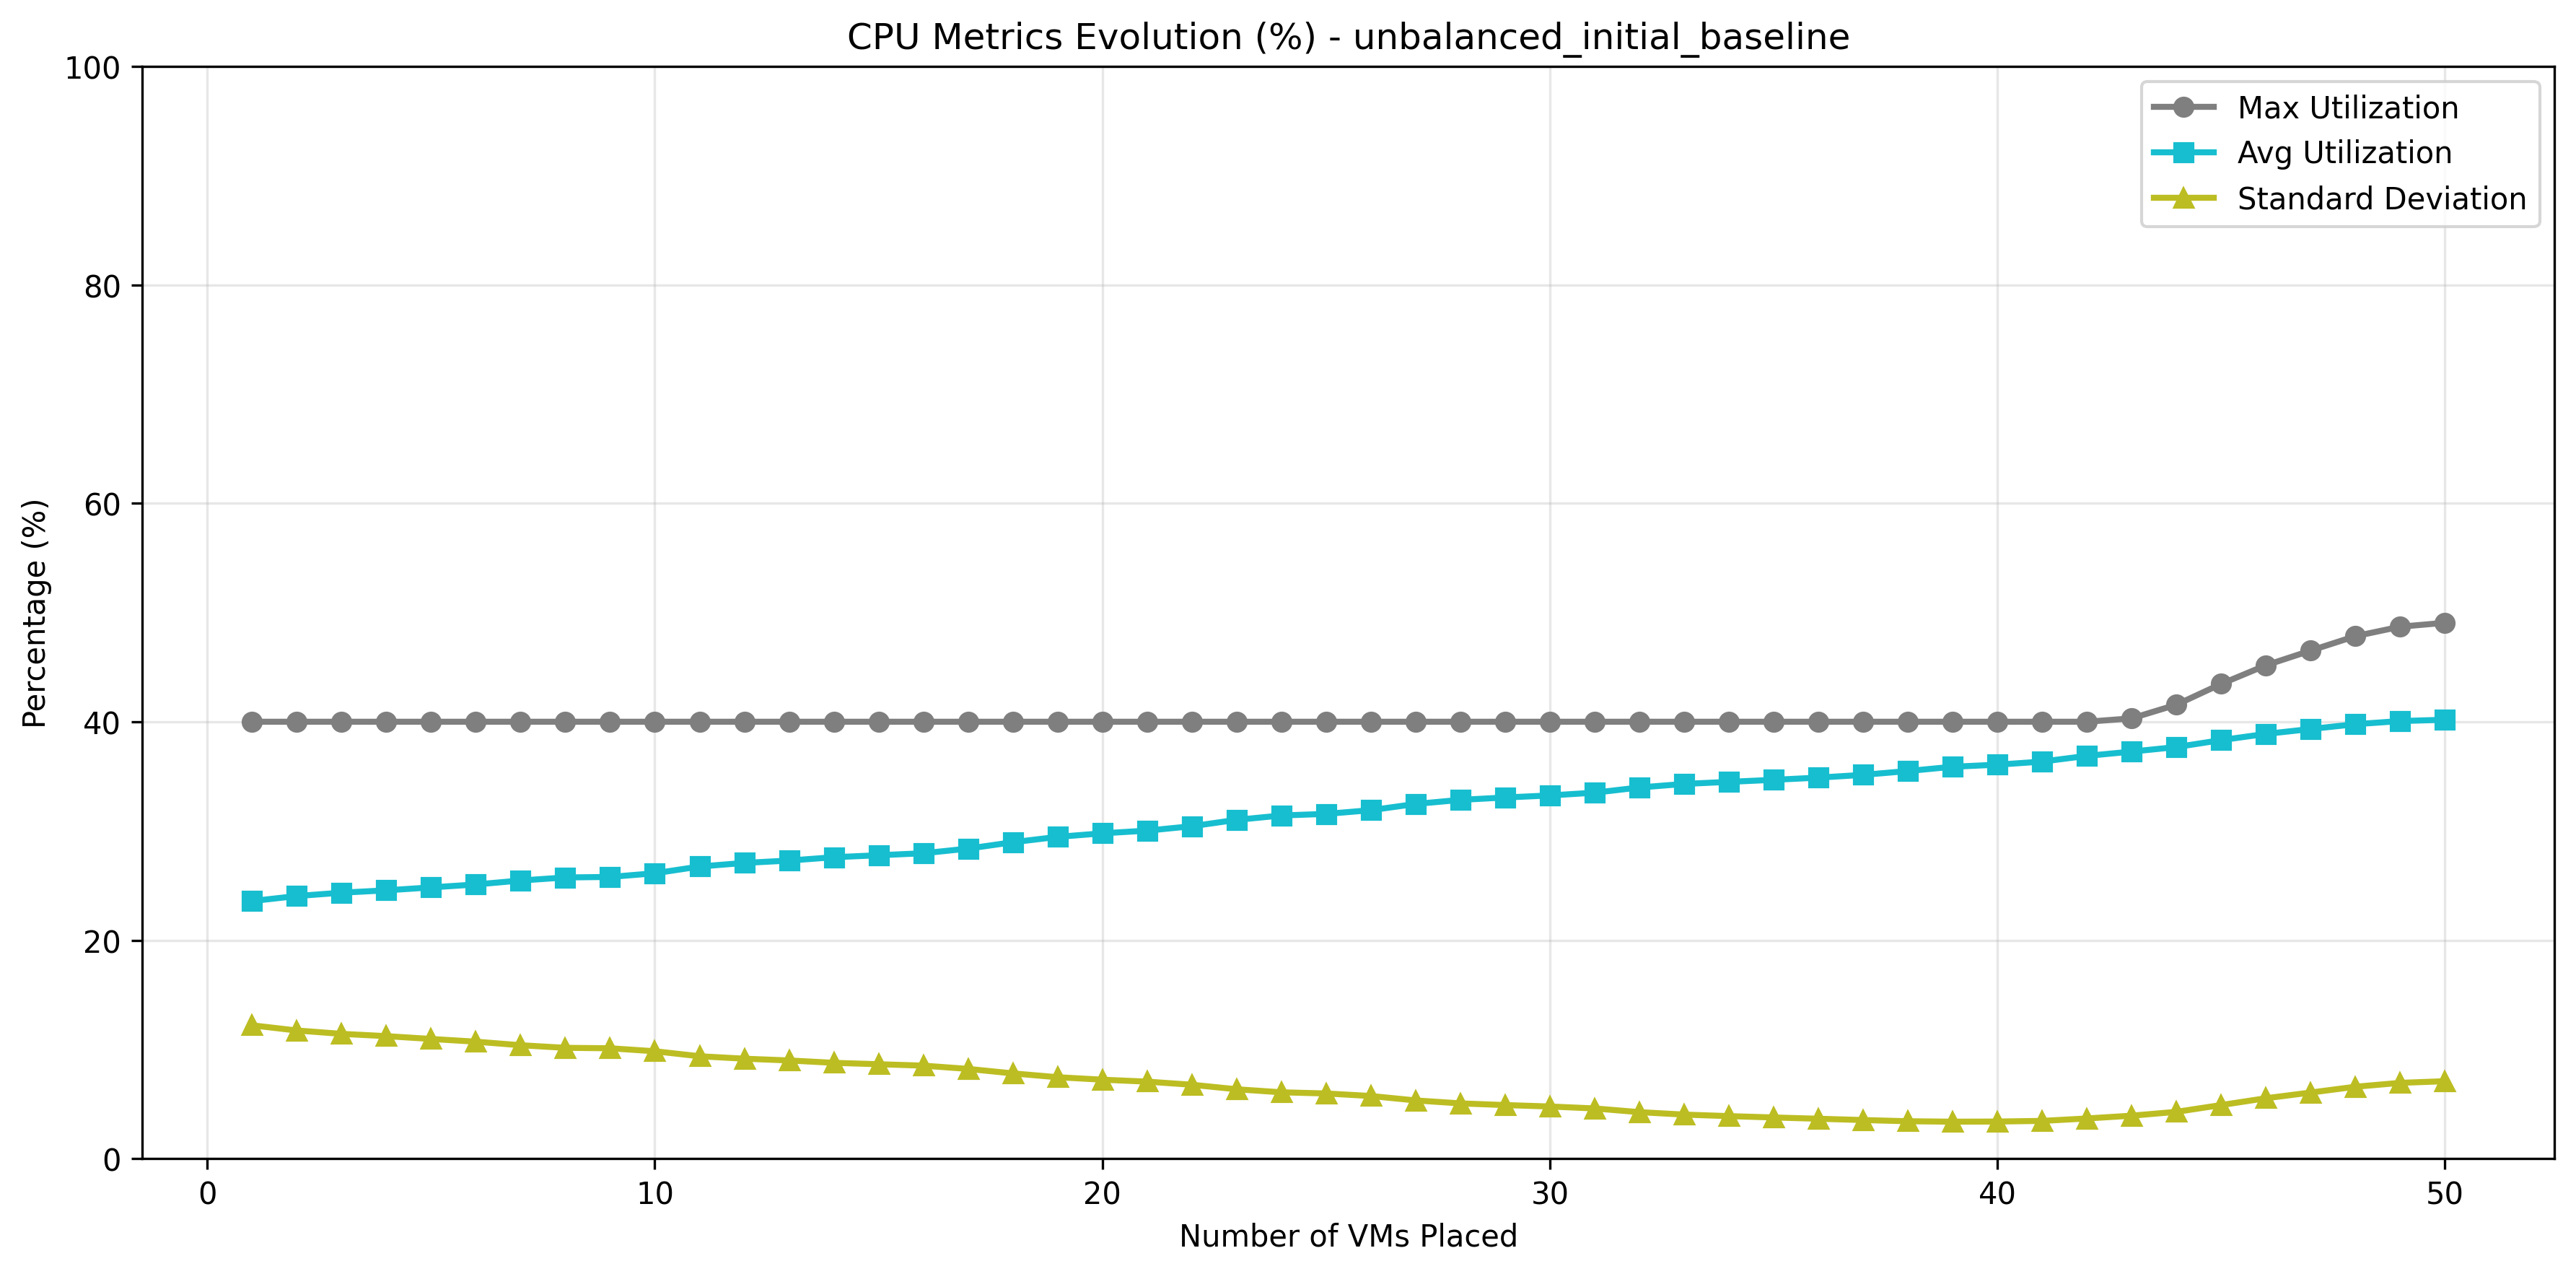 CPU Metrics Evolution (%) - unbalanced_initial_baseline
Max Utilization
Avg Utilization
Standard Deviation
Percentage (%)
100
80
60
40
20
0
0 10 20 30 40 50
Number of VMs Placed